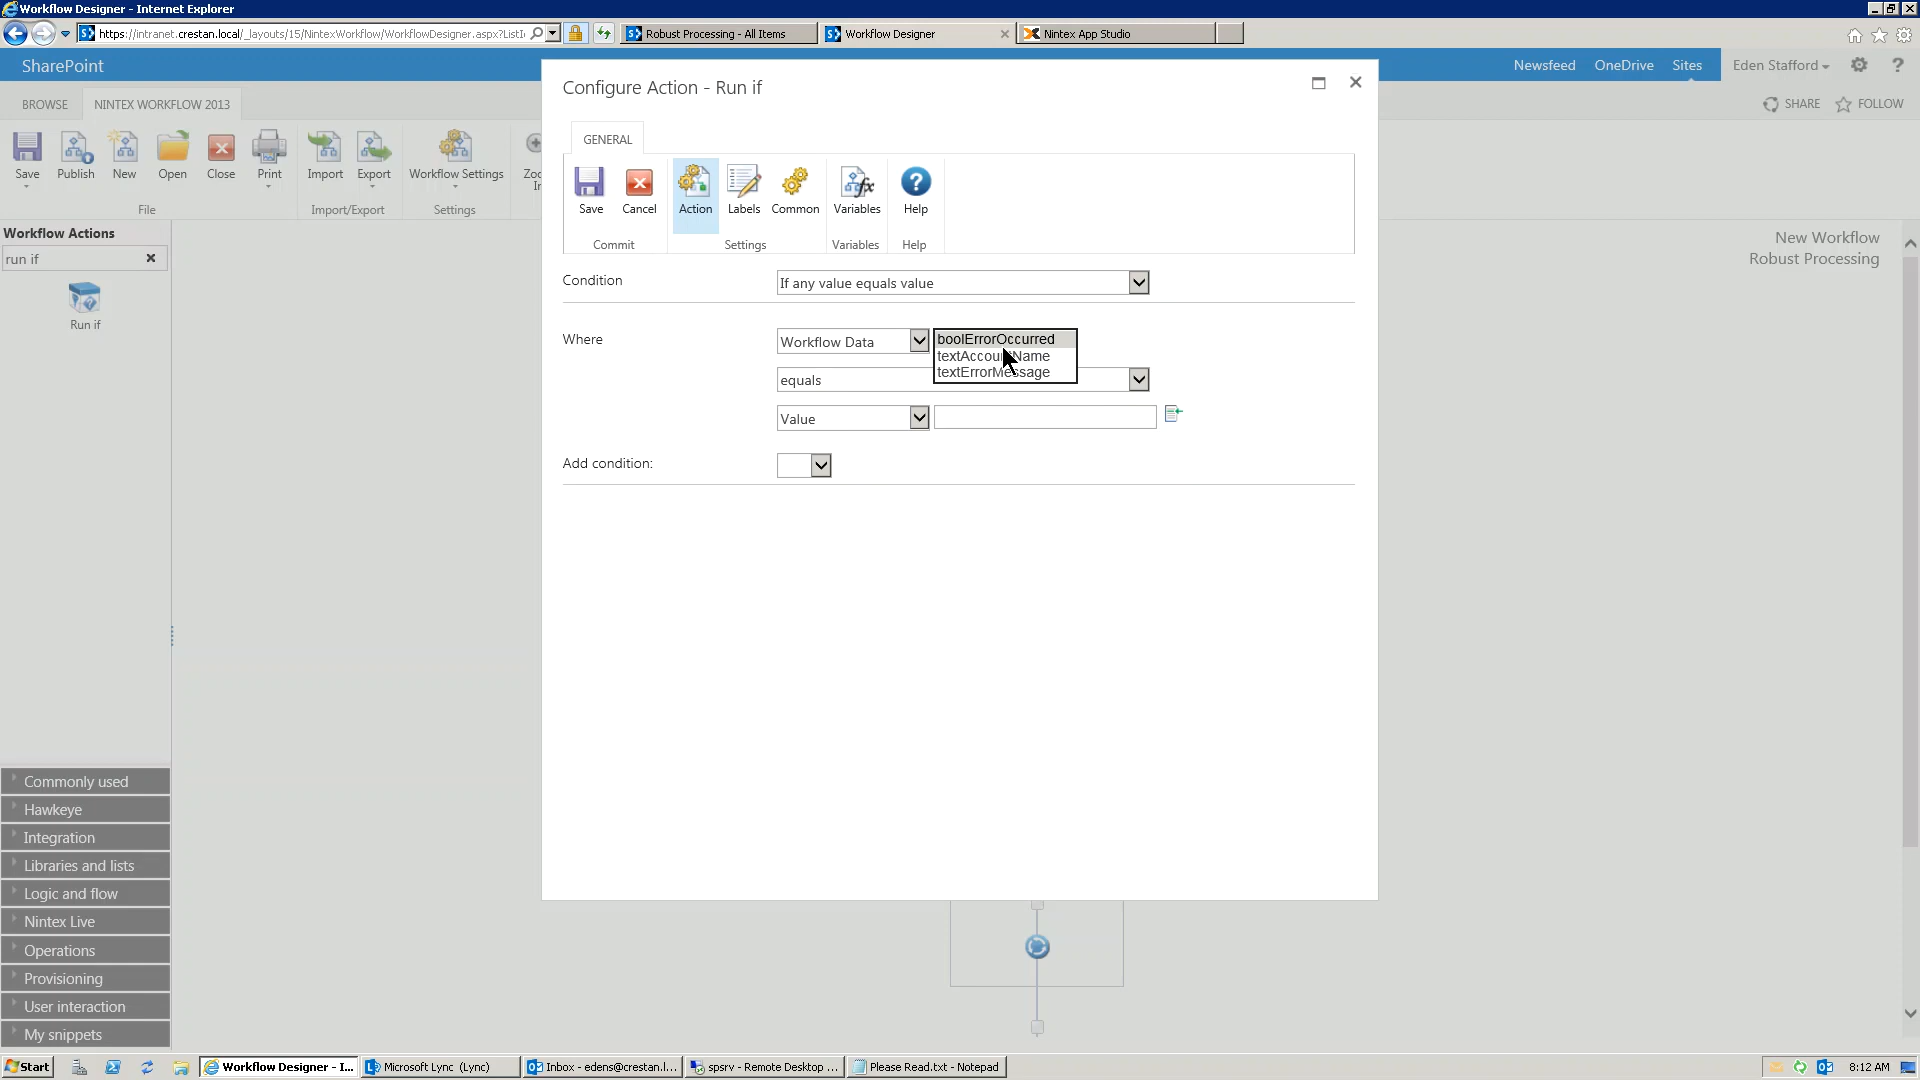 Workflow Designer - Internet Explorer
https://intranet.crestan.local/_layouts/15/NintexWorkflow/WorkflowDesigner.aspx?ListI
Robust Processing - All Items
Workflow Designer
Nintex App Studio
SharePoint
Newsfeed OneDrive Sites
Eden Stafford
?
BROWSE
NINTEX WORKFLOW 2013
SHARE
FOLLOW
Save
Publish
New
Open
Close
Print
Import
Export
Workflow Settings
File
Import/Export
Settings
Configure Action - Run if
GENERAL
Save
Cancel
Action
Labels
Common
Variables
Help
Commit
Settings
Variables
Help
Workflow Actions
run if
Run if
New Workflow
Robust Processing
Condition
If any value equals value
Where
Workflow Data
boolErrorOccurred
textAccountName
textErrorMessage
equals
Value
Add condition:
Commonly used
Hawkeye
Integration
Libraries and lists
Logic and flow
Nintex Live
Operations
Provisioning
User interaction
My snippets
Start
Workflow Designer - I...
Microsoft Lync (Lync)
Inbox - edens@crestan.l...
spsrv - Remote Desktop ...
Please Read.txt - Notepad
8:12 AM